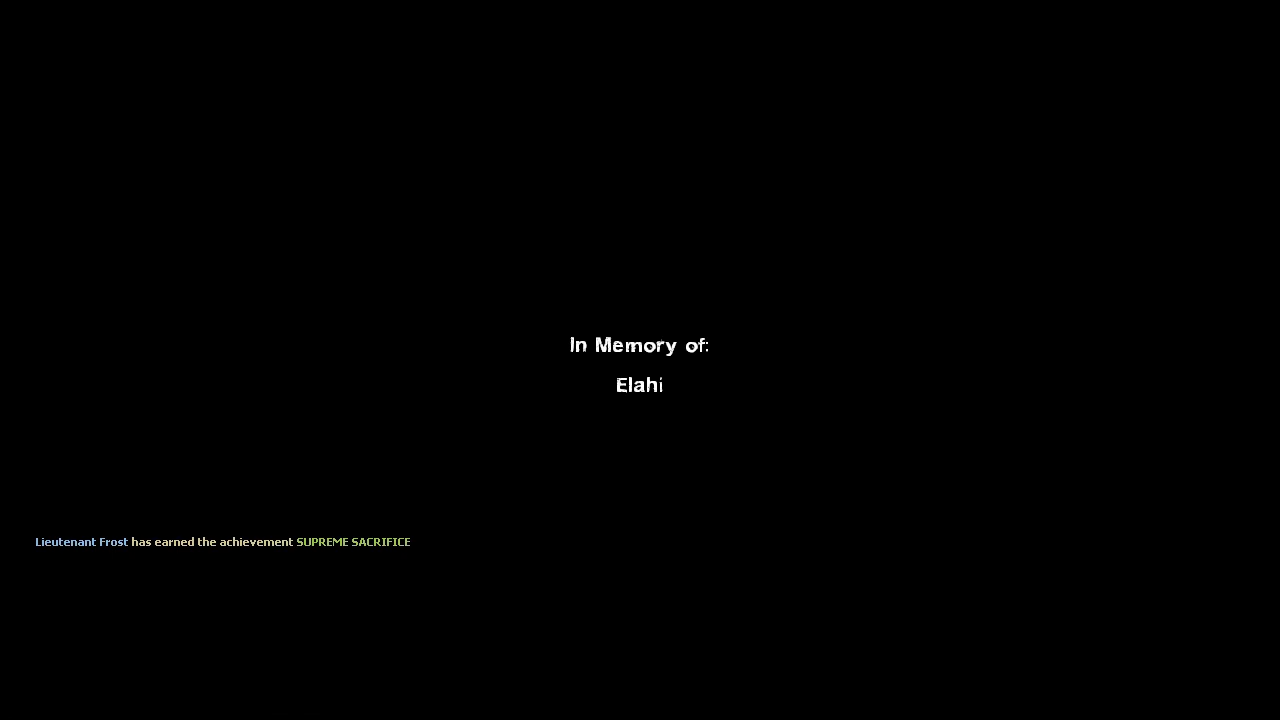 In Memory of:
Elahi
Lieutenant Frost has earned the achievement SUPREME SACRIFICE